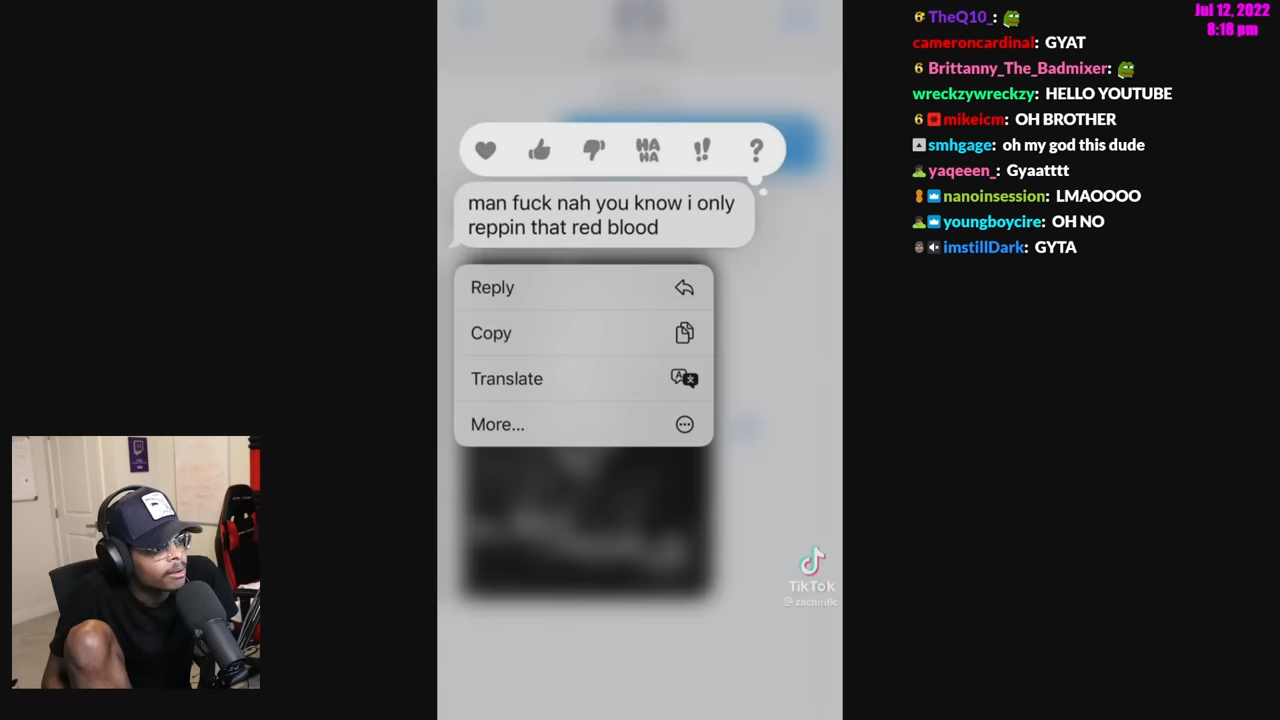 HA
HA
!!
?
man fuck nah you know i only
reppin that red blood
Reply
Copy
Translate
More...
TikTok
@zachirific
TheQ10_:
cameroncardinal: GYAT
Brittanny_The_Badmixer:
wreckzywreckzy: HELLO YOUTUBE
mikeicm: OH BROTHER
smhgage: oh my god this dude
yaqeeen_: Gyaatttt
nanoinsession: LMAOOOO
youngboycire: OH NO
imstillDark: GYTA
Jul 12, 2022
8:18 pm